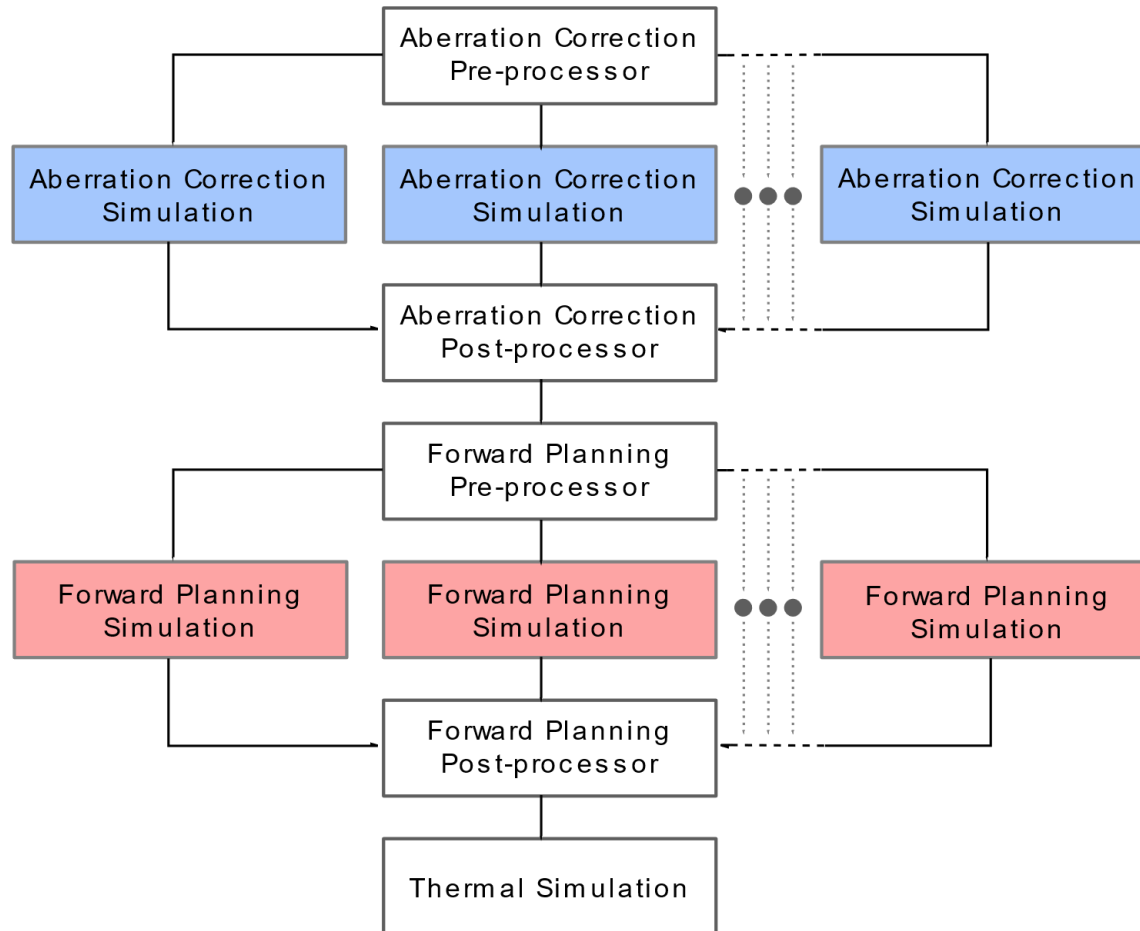 Aberration Correction
Pre-processor
Aberration Correction
Simulation
Aberration Correction
Simulation
Aberration Correction
Simulation
Aberration Correction
Post-processor
Forward Planning
Pre-processor
Forward Planning
Simulation
Forward Planning
Simulation
Forward Planning
Simulation
Forward Planning
Post-processor
Thermal Simulation